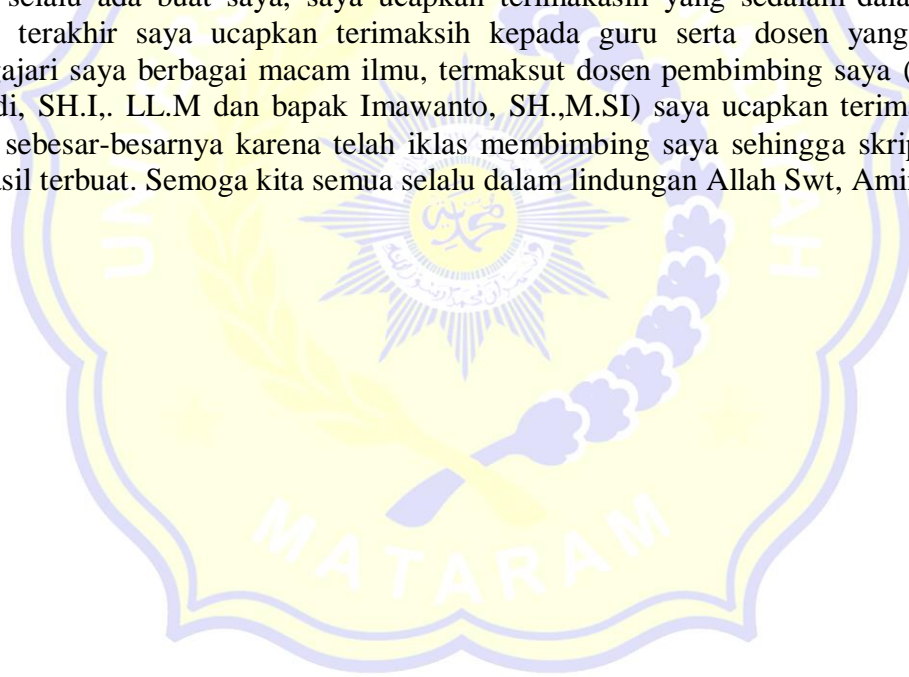 selalu ada buat saya, saya ucapkan terimakasih yang sedalam
terakhir saya ucapkan terimaksih kepada guru serta dosen yang
gajari saya berbagai macam ilmu, termaksut dosen pembimbing saya (
di, SH.I,. LL.M dan bapak Imawanto, SH.,M.SI) saya ucapkan terim
sebesar-besarnya karena telah iklas membimbing saya sehingga skrip
asil terbuat. Semoga kita semua selalu dalam lindungan Allah Swt, Ami
MATARAM